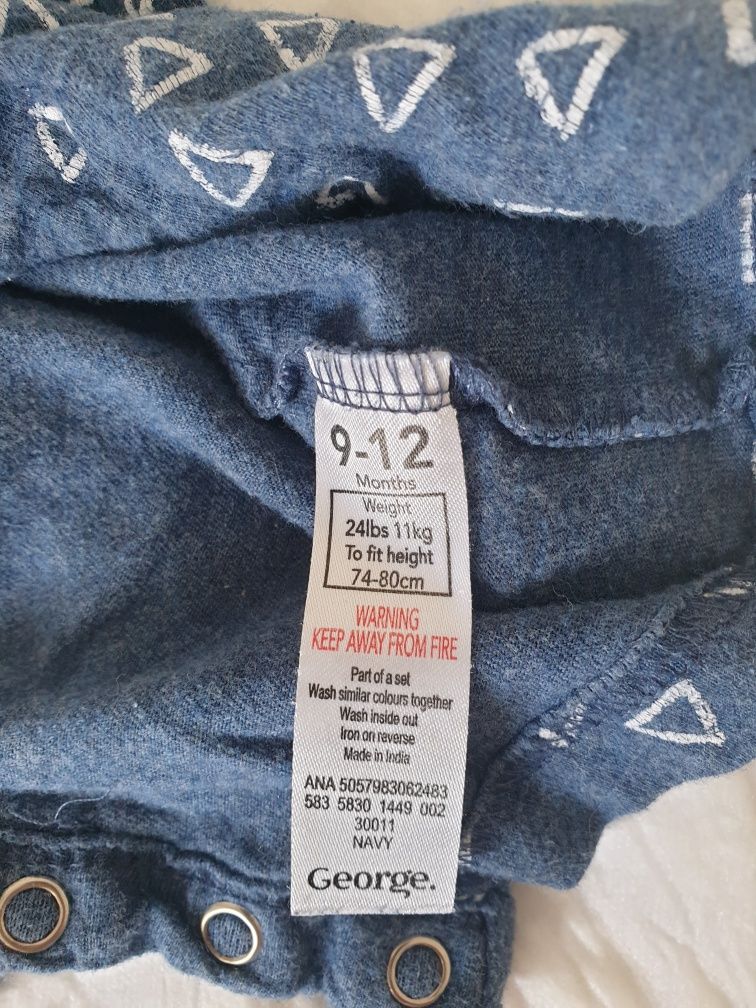 9-12
Months
Weight
24lbs 11kg
To fit height
74-80cm
WARNING
KEEP AWAY FROM FIRE
Part of a set
Wash similar colours together
Wash inside out
Iron on reverse
Made in India
ANA 5057983062483
583 5830 1449 002
30011
NAVY
George.